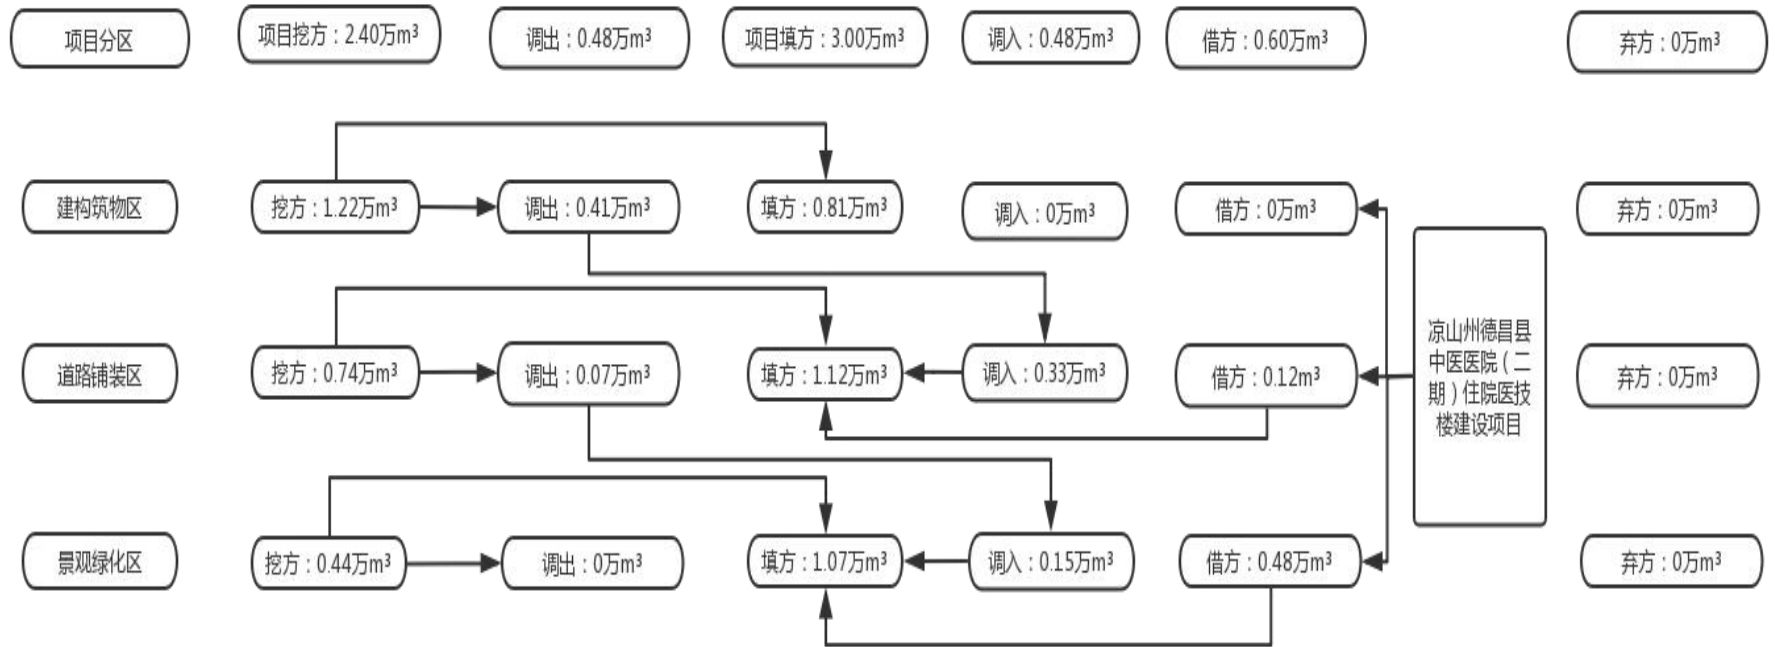 项目分区
项目挖方：2.40万m³
调出：0.48万m³
项目填方：3.00万m³
调入：0.48万m³
借方：0.60万m³
弃方：0万m³
建构筑物区
挖方：1.22万m³
调出：0.41万m³
填方：0.81万m³
调入：0万m³
借方：0万m³
弃方：0万m³
道路铺装区
挖方：0.74万m³
调出：0.07万m³
填方：1.12万m³
调入：0.33万m³
借方：0.12m³
凉山州德昌县
中医医院（二
期）住院医技
楼建设项目
弃方：0万m³
景观绿化区
挖方：0.44万m³
调出：0万m³
填方：1.07万m³
调入：0.15万m³
借方：0.48万m³
弃方：0万m³